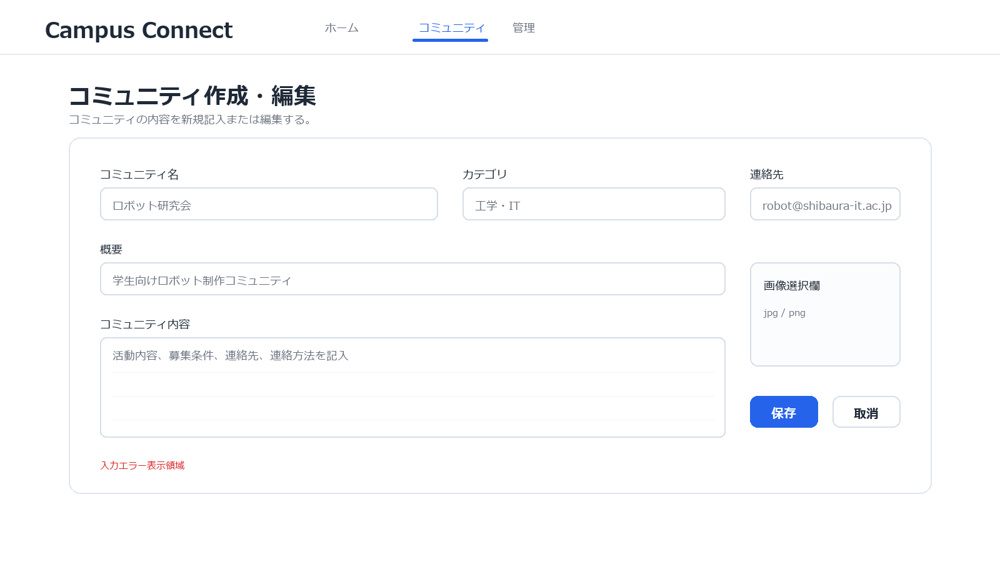 Campus Connect
ホーム
コミュニティ
管理
コミュニティ作成・編集
コミュニティの内容を新規記入または編集する。
コミュニティ名
カテゴリ
連絡先
ロボット研究会
工学・IT
robot@shibaura-it.ac.jp
概要
学生向けロボット制作コミュニティ
画像選択欄
jpg / png
コミュニティ内容
活動内容、募集条件、連絡先、連絡方法を記入
保存
取消
入力エラー表示領域